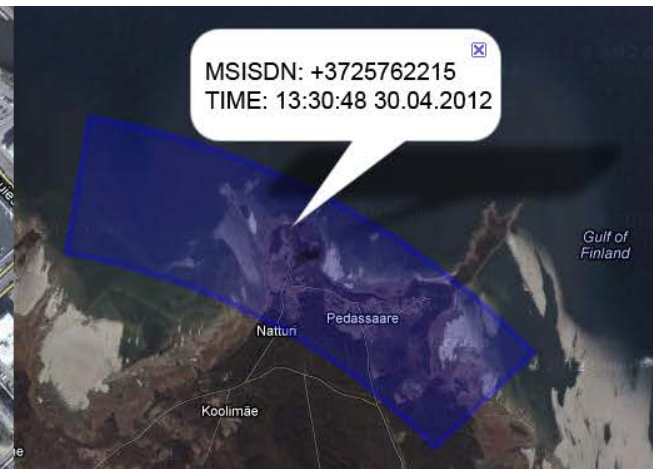 MSISDN: +3725762215
TIME: 13:30:48 30.04.2012
Gulf of
Finland
Pedassaare
Natturi
Koolimäe